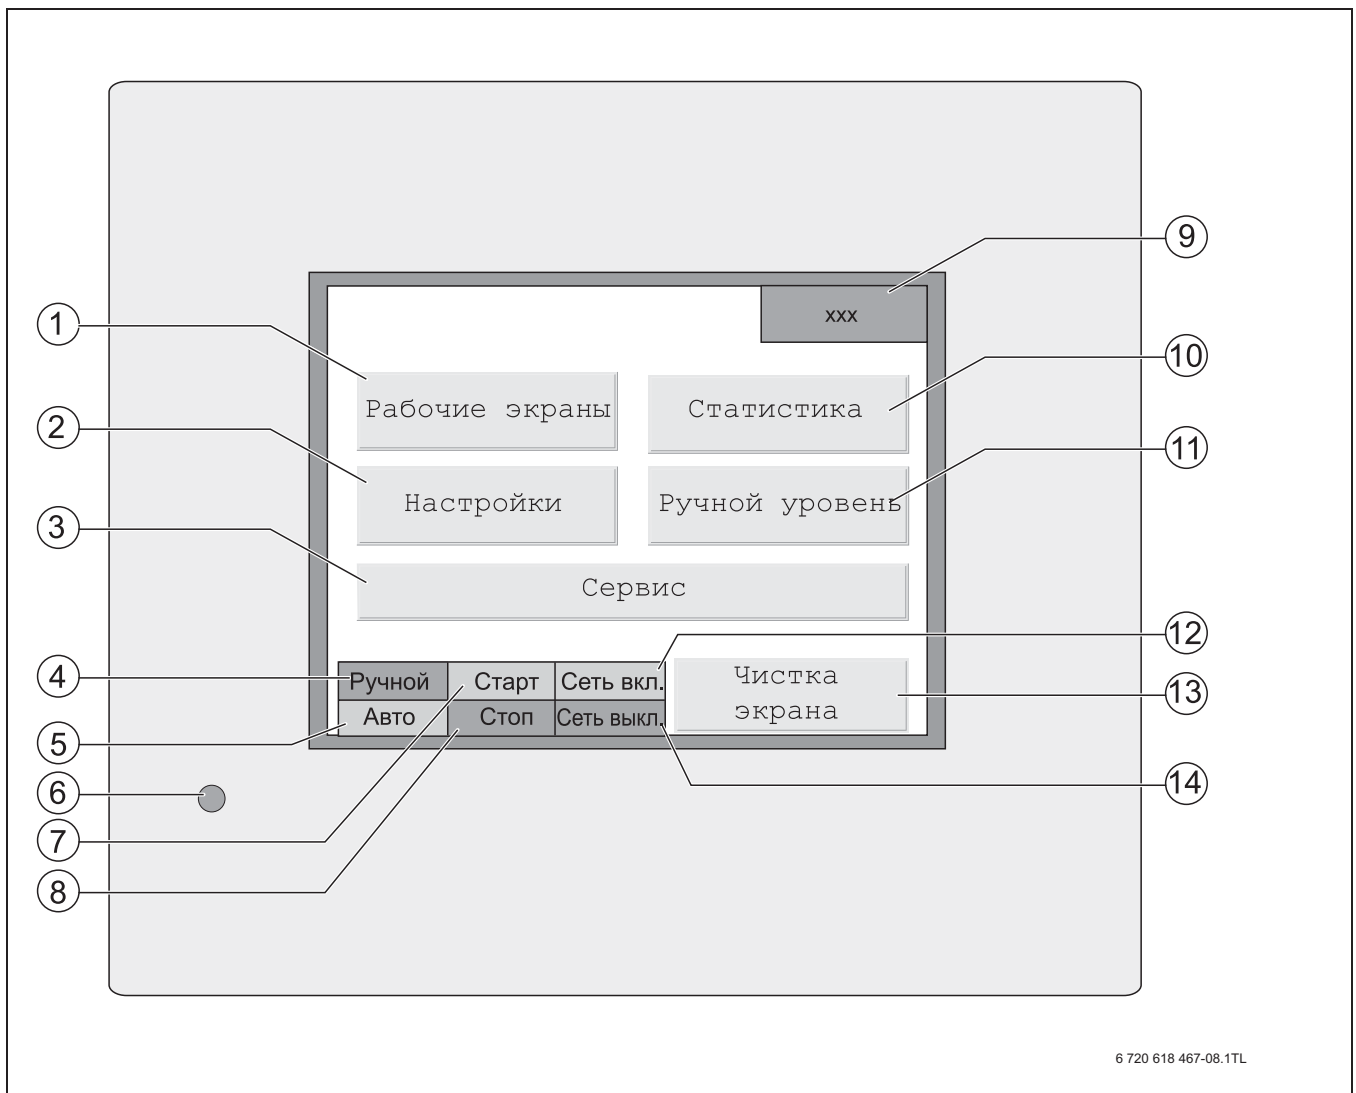 9
xxx
1
10
Рабочие экраны
Статистика
2
11
Настройки
Ручной уровень
3
Сервис
12
4
Ручной
Старт
Сеть вкл.
Чистка
экрана
13
Авто
Стоп
Сеть выкл.
5
14
6
7
8
6 720 618 467-08.1TL